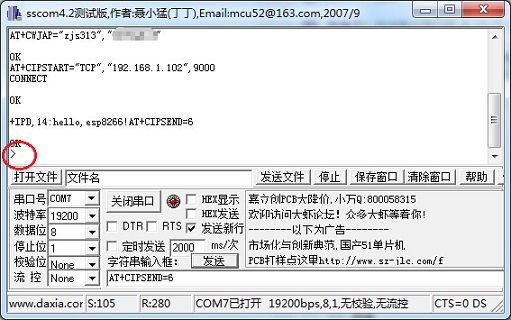 sscom4.2测试版,作者:聂小猛(丁丁),Email:mcu52@163.com,2007/9
AT+CWJAP="zjs313","
OK
AT+CIPSTART="TCP","192.168.1.102",9000
CONNECT
OK
+IPD,14:hello,esp8266!AT+CIPSEND=6
OK
>
打开文件 文件名 发送文件 停止 保存窗口 清除窗口 帮助
串口号 COM7 关闭串口 HEX显示 嘉立创PCB大降价,小万Q:800058315
波特率 19200 HEX发送 欢迎访问大虾论坛! 众多大虾等着你!
数据位 8 DTR RTS 发送新行 --------以下为广告-------
停止位 1 定时发送 2000 ms/次 市场化与创新典范,国产51单片机
校验位 None 字符串输入框: 发送 PCB打样点这里http://www.sz-jlc.com/f
流 控 None AT+CIPSEND=6
www.daxia.com S:105 R:280 COM7已打开 19200bps,8,1,无校验,无流控 CTS=0 DS